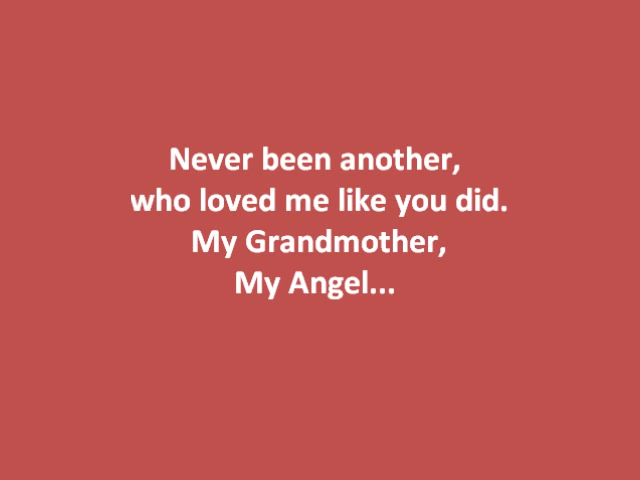 Never been another,
who loved me like you did.
My Grandmother,
My Angel...